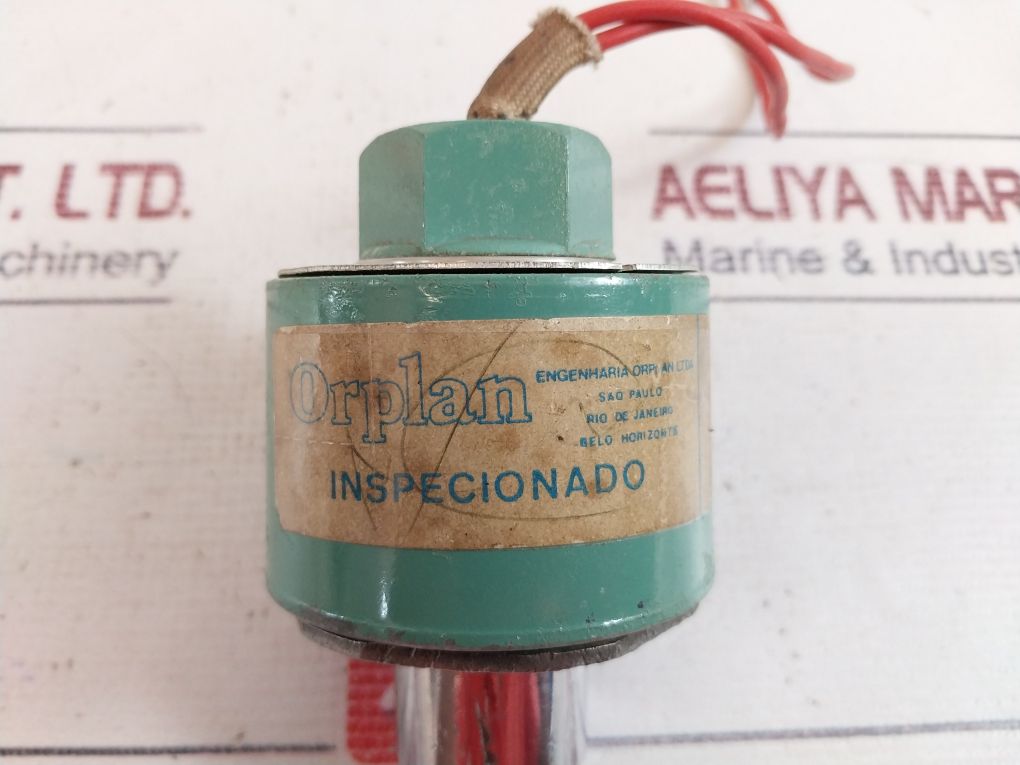 T. LTD.
chinery
AELIYA MAR
Marine & Indust
Orplan
ENGENHARIA ORPLAN LTDA
SAO PAULO
RIO DE JANEIRO
BELO HORIZONTE
INSPECIONADO